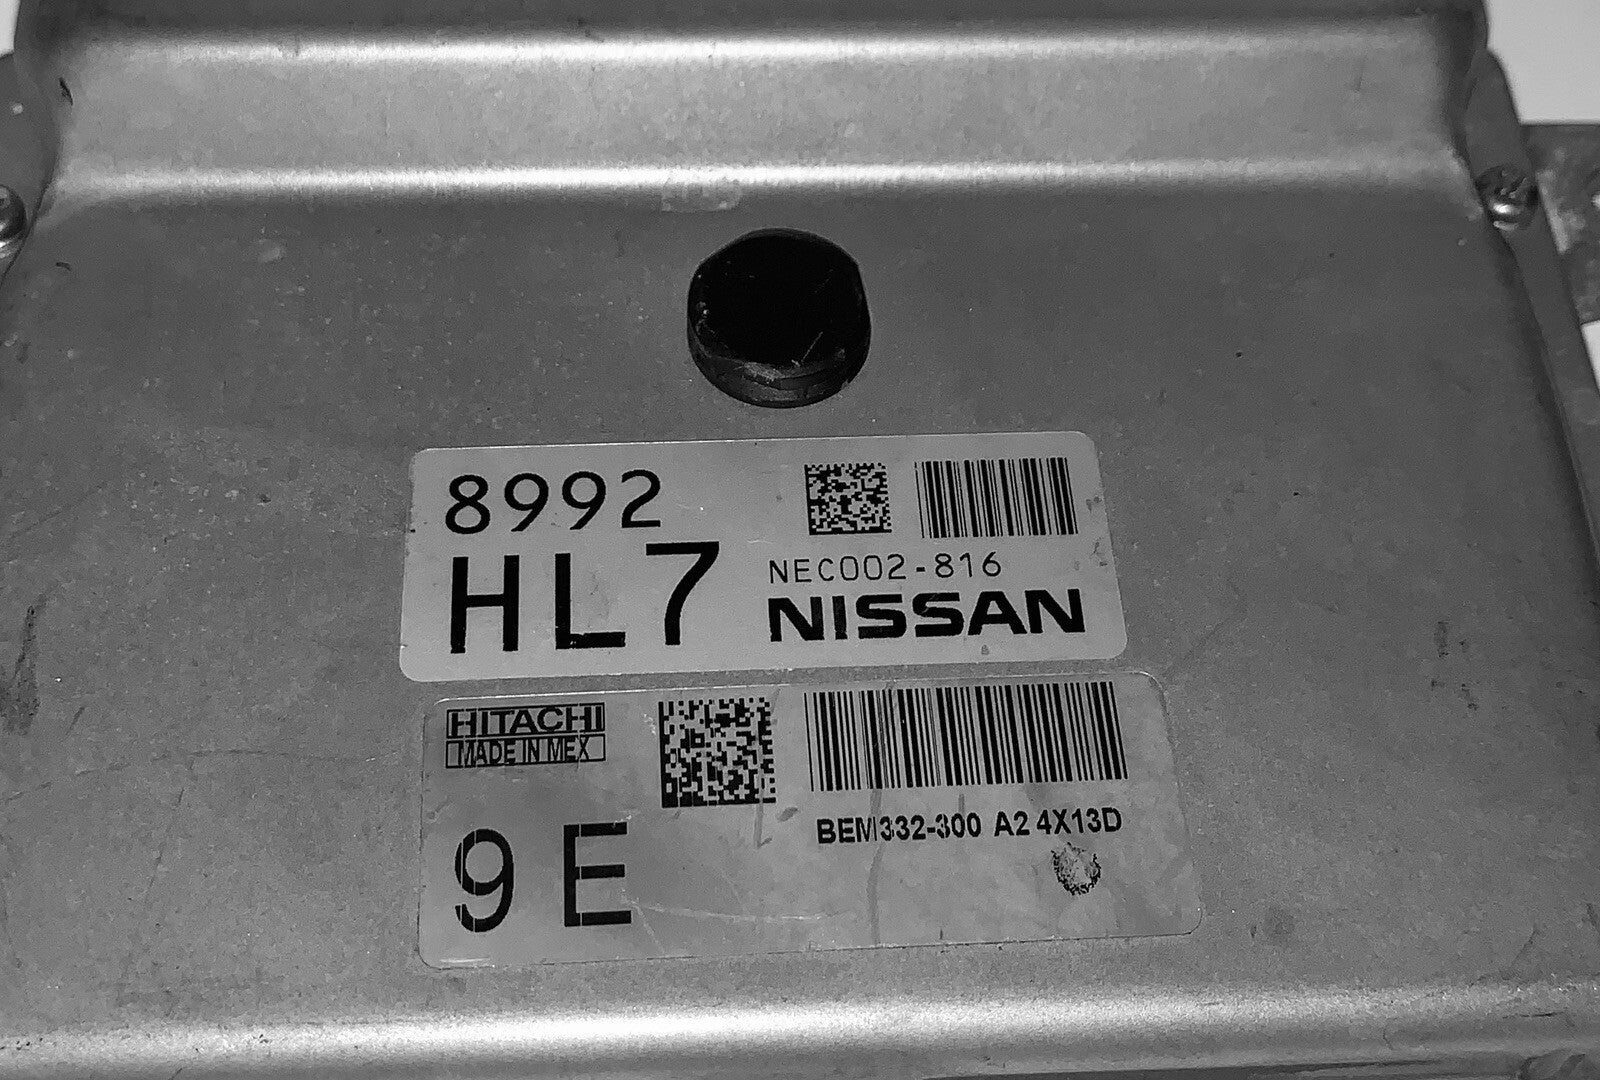 8992
HL7
NEC002-816
NISSAN
HITACHI
MADE IN MEX
BEM332-300 A2 4X13D
9 E